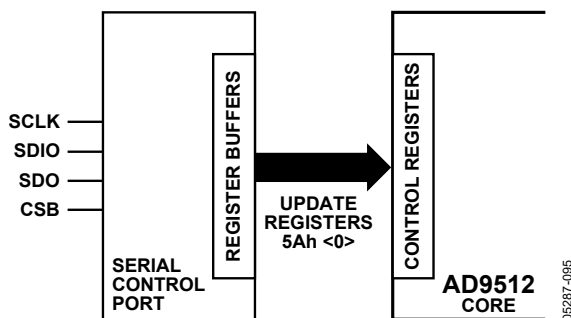 SCLK
SDIO
SDO
CSB
SERIAL
CONTROL
PORT
REGISTER BUFFERS
UPDATE
REGISTERS
5Ah <0>
CONTROL REGISTERS
AD9512
CORE
05287-095